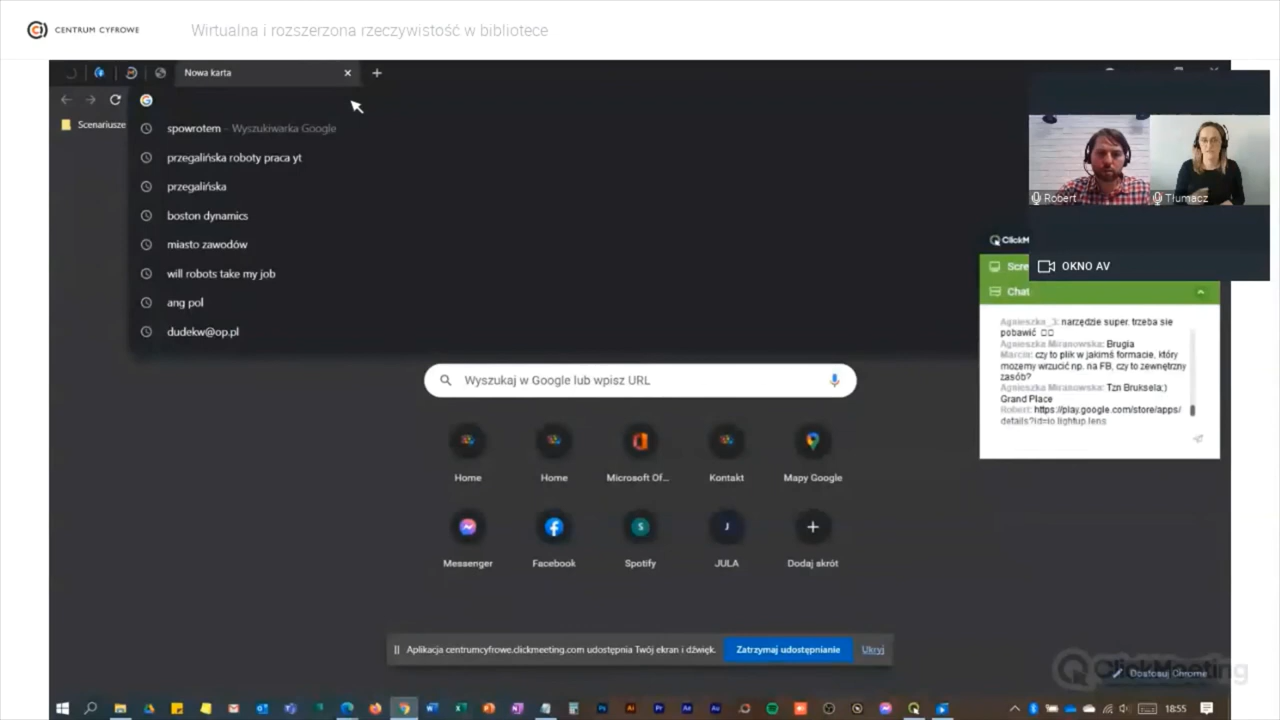 CENTRUM CYFROWE
Wirtualna i rozszerzona rzeczywistość w bibliotece
Nowa karta
Scenariusze
spowrotem – Wyszukiwarka Google
przegalińska roboty praca yt
przegalińska
boston dynamics
miasto zawodów
will robots take my job
ang pol
dudekw@op.pl
Robert
Tłumacz
ClickM
OKNO AV
Scre
Chat
Agnieszka_3: narzędzie super. trzeba sie
pobawić
Agnieszka Miranowska: Brugia
Marcin: czy to plik w jakimś formacie, który
mozemy wrzucić np. na FB, czy to zewnętrzny
zasób?
Agnieszka Miranowska: Tzn Bruksela;)
Grand Place
Robert: https://play.google.com/store/apps/
details?id=io.lightup.lens
Wyszukaj w Google lub wpisz URL
Home
Home
Microsoft Of...
Kontakt
Mapy Google
Messenger
Facebook
Spotify
JULA
Dodaj skrót
Aplikacja centrumcyfrowe.clickmeeting.com udostępnia Twój ekran i dźwięk.
Zatrzymaj udostępnianie
Ukryj
ClickMeeting
Dostosuj Chrome
18:55